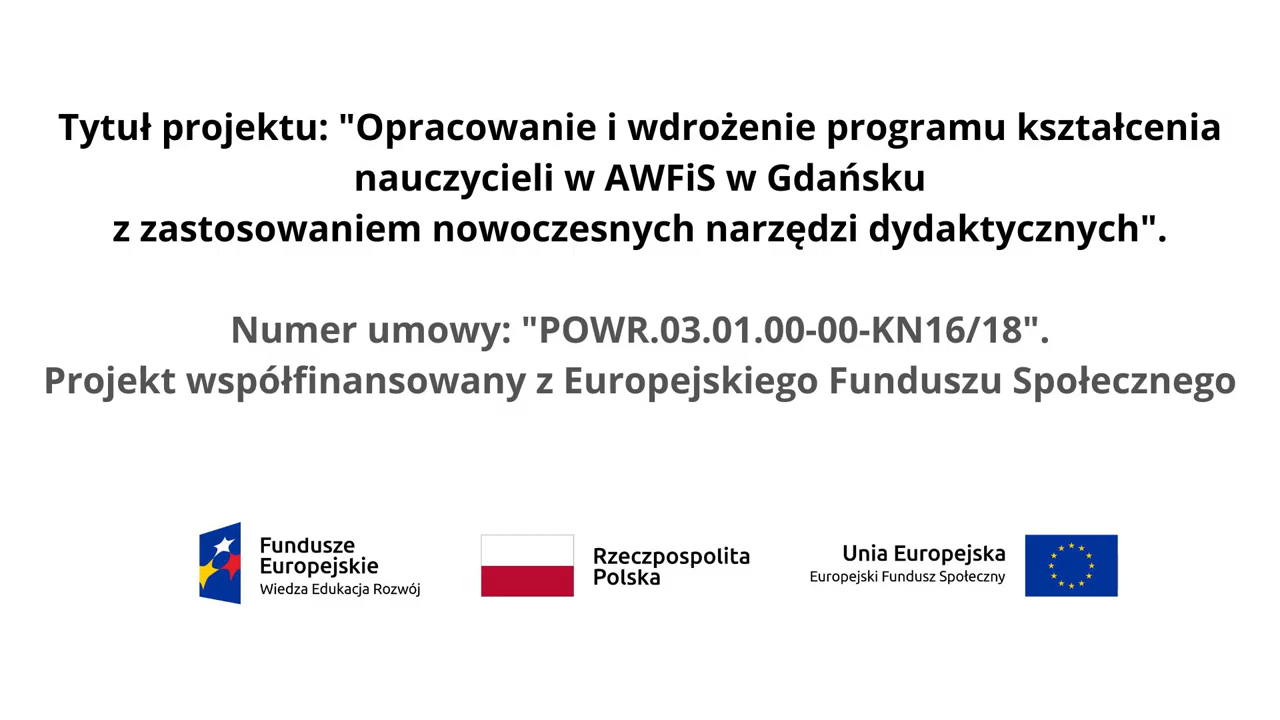 Tytuł projektu: "Opracowanie i wdrożenie programu kształcenia
nauczycieli w AWFiS w Gdańsku
z zastosowaniem nowoczesnych narzędzi dydaktycznych".
Numer umowy: "POWR.03.01.00-00-KN16/18".
Projekt współfinansowany z Europejskiego Funduszu Społecznego
Fundusze
Europejskie
Wiedza Edukacja Rozwój
Rzeczpospolita
Polska
Unia Europejska
Europejski Fundusz Społeczny